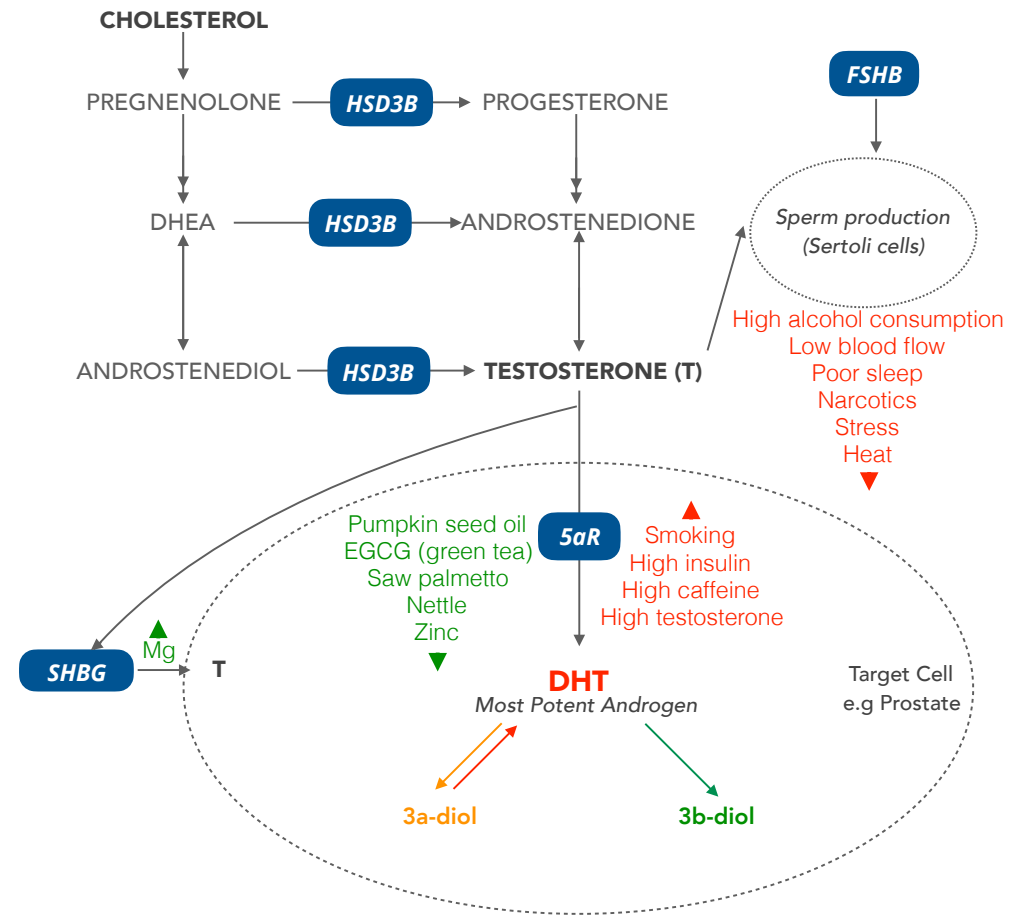 CHOLESTEROL
FSHB
PREGNENOLONE
HSD3B
PROGESTERONE
DHEA
HSD3B
ANDROSTENEDIONE
Sperm production
(Sertoli cells)
High alcohol consumption
Low blood flow
Poor sleep
Narcotics
Stress
Heat
ANDROSTENEDIOL
HSD3B
TESTOSTERONE (T)
Pumpkin seed oil
EGCG (green tea)
Saw palmetto
Nettle
Zinc
5aR
Smoking
High insulin
High caffeine
High testosterone
Mg
SHBG
T
DHT
Most Potent Androgen
Target Cell
e.g Prostate
3a-diol
3b-diol